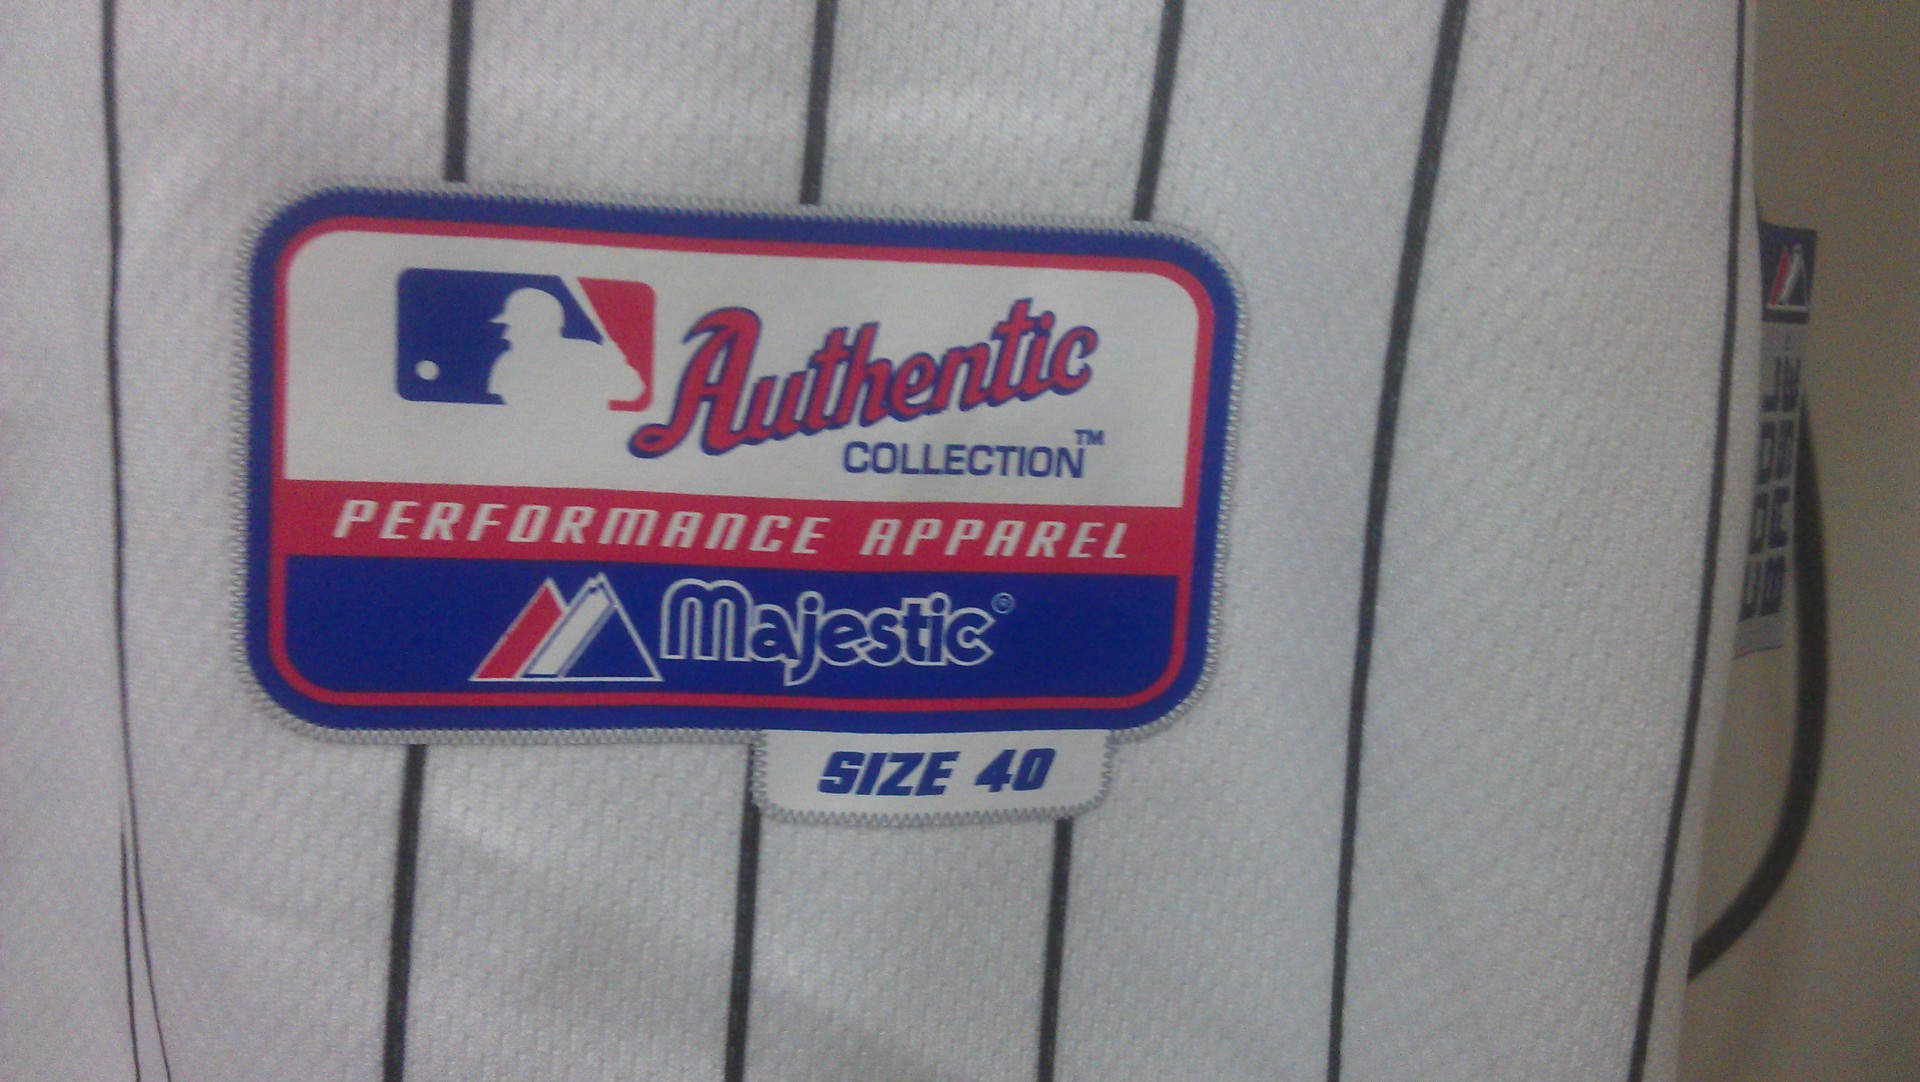 Authentic
COLLECTION™
PERFORMANCE APPAREL
Majestic®
SIZE 40